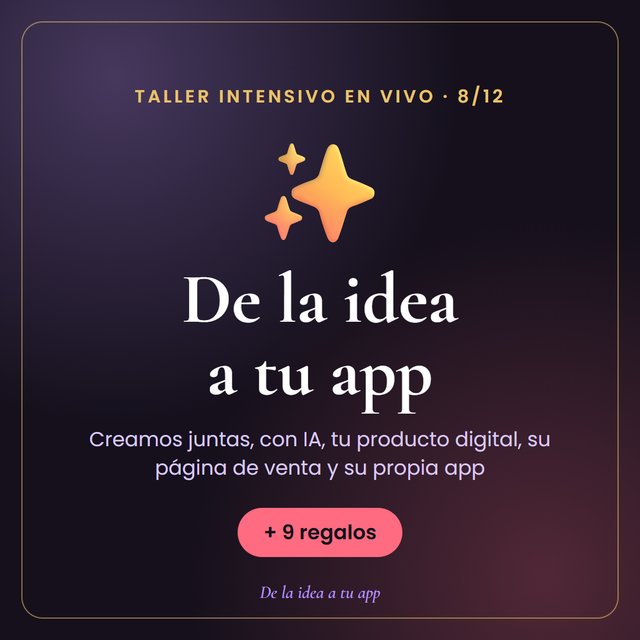 TALLER INTENSIVO EN VIVO · 8/12
De la idea
a tu app
Creamos juntas, con IA, tu producto digital, su
página de venta y su propia app
+ 9 regalos
De la idea a tu app